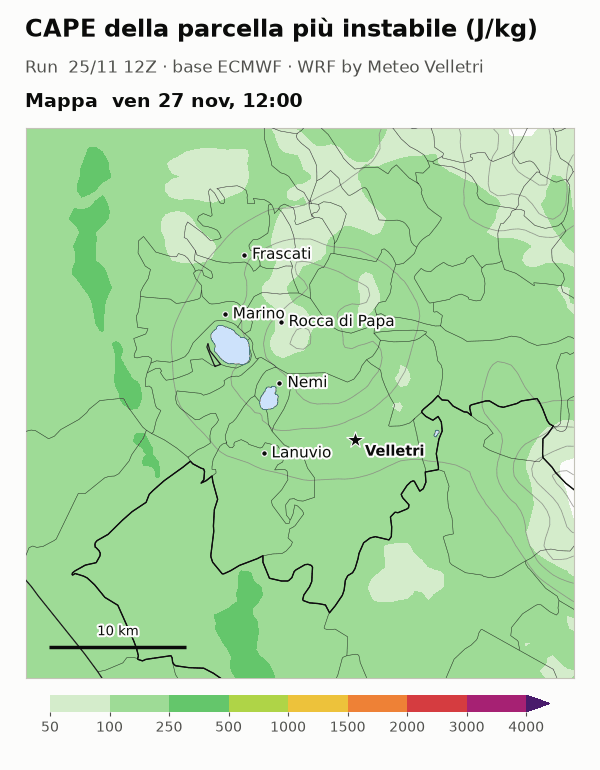 CAPE della parcella più instabile (J/kg)
Run  25/11 12Z · base ECMWF · WRF by Meteo Velletri
Mappa  ven 27 nov, 12:00
Frascati
Marino
Rocca di Papa
Nemi
Lanuvio
Velletri
10 km
50 100 250 500 1000 1500 2000 3000 4000